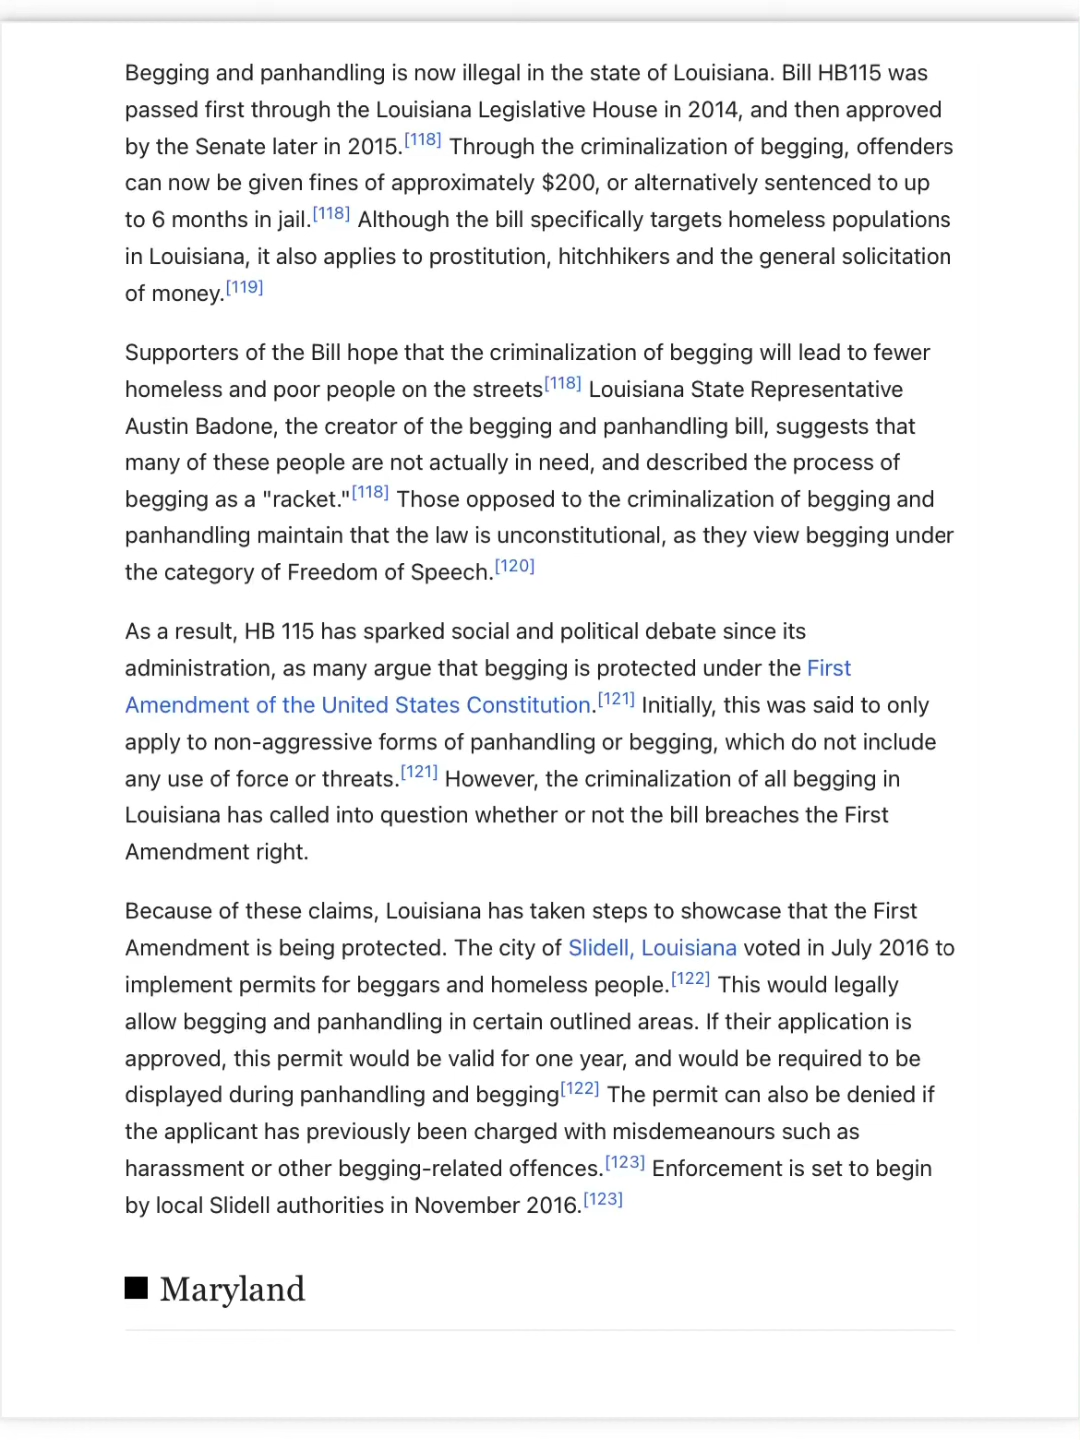 Begging and panhandling is now illegal in the state of Louisiana. Bill HB115 was
passed first through the Louisiana Legislative House in 2014, and then approved
by the Senate later in 2015.[118] Through the criminalization of begging, offenders
can now be given fines of approximately $200, or alternatively sentenced to up
to 6 months in jail.[118] Although the bill specifically targets homeless populations
in Louisiana, it also applies to prostitution, hitchhikers and the general solicitation
of money.[119]
Supporters of the Bill hope that the criminalization of begging will lead to fewer
homeless and poor people on the streets[118] Louisiana State Representative
Austin Badone, the creator of the begging and panhandling bill, suggests that
many of these people are not actually in need, and described the process of
begging as a "racket."[118] Those opposed to the criminalization of begging and
panhandling maintain that the law is unconstitutional, as they view begging under
the category of Freedom of Speech.[120]
As a result, HB 115 has sparked social and political debate since its
administration, as many argue that begging is protected under the First
Amendment of the United States Constitution.[121] Initially, this was said to only
apply to non-aggressive forms of panhandling or begging, which do not include
any use of force or threats.[121] However, the criminalization of all begging in
Louisiana has called into question whether or not the bill breaches the First
Amendment right.
Because of these claims, Louisiana has taken steps to showcase that the First
Amendment is being protected. The city of Slidell, Louisiana voted in July 2016 to
implement permits for beggars and homeless people.[122] This would legally
allow begging and panhandling in certain outlined areas. If their application is
approved, this permit would be valid for one year, and would be required to be
displayed during panhandling and begging[122] The permit can also be denied if
the applicant has previously been charged with misdemeanours such as
harassment or other begging-related offences.[123] Enforcement is set to begin
by local Slidell authorities in November 2016.[123]
Maryland